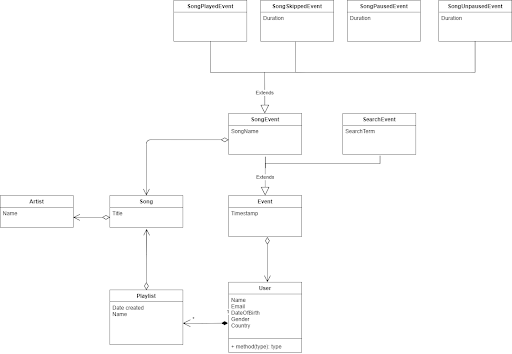 SongPlayedEvent
SongSkippedEvent
Duration
SongPausedEvent
Duration
SongUnpausedEvent
Duration
Extends
SongEvent
SongName
SearchEvent
SearchTerm
Extends
Artist
Name
Song
Title
Event
Timestamp
Playlist
Date created
Name
*
User
Name
Email
DateOfBirth
Gender
Country
+ method(type): type